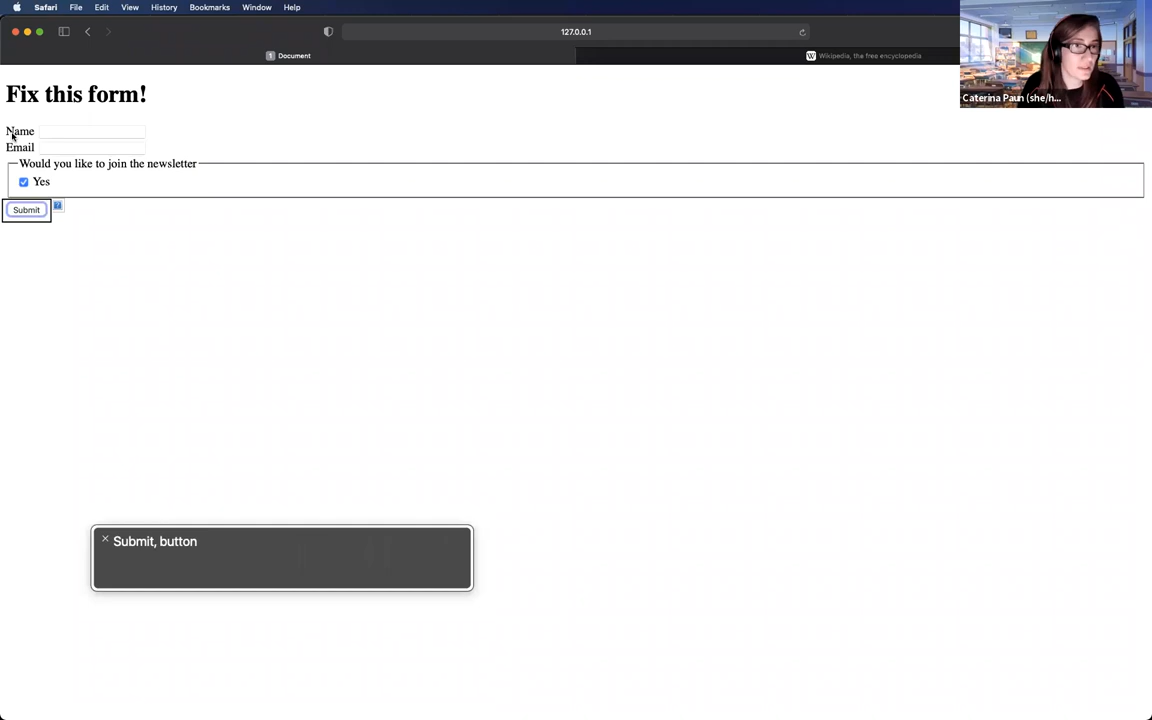 Safari File Edit View History Bookmarks Window Help
127.0.0.1
1 Document
W Wikipedia, the free encyclopedia
Caterina Paun (she/h...
Fix this form!
Name
Email
Would you like to join the newsletter
Yes
Submit
?
× Submit, button